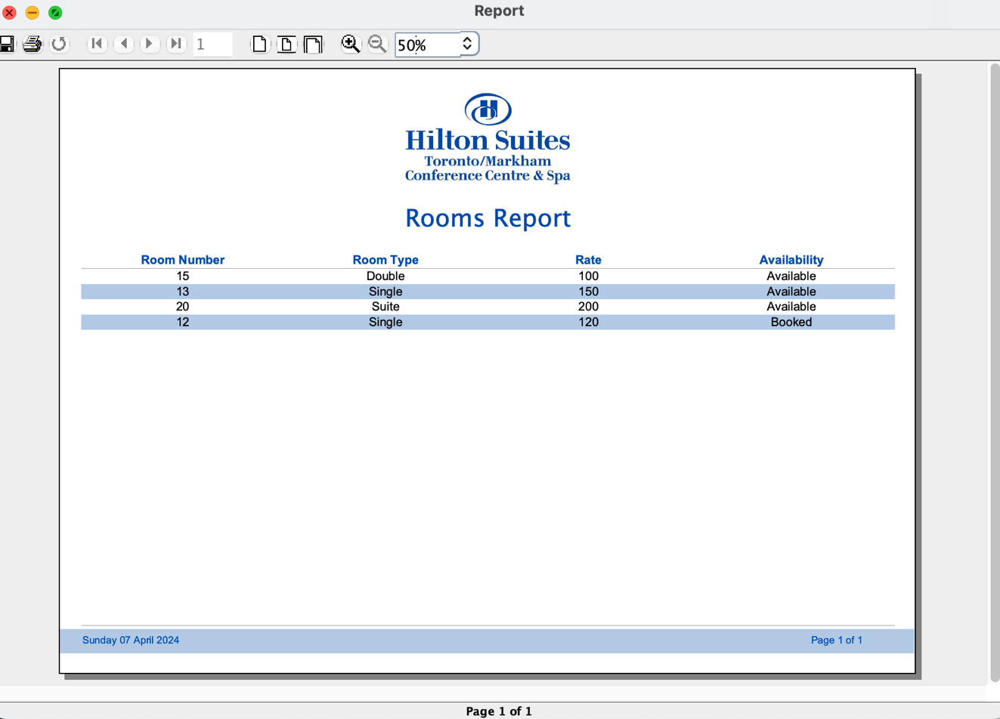 Report
1
50%
H
Hilton Suites
Toronto/Markham
Conference Centre & Spa
Rooms Report
Room Number Room Type Rate Availability
15 Double 100 Available
13 Single 150 Available
20 Suite 200 Available
12 Single 120 Booked
Sunday 07 April 2024 Page 1 of 1
Page 1 of 1